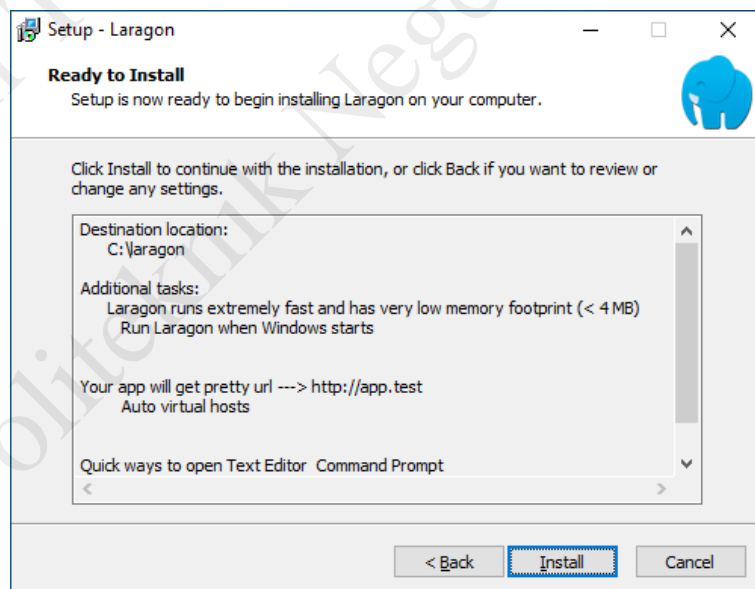 Setup - Laragon
Ready to Install
Setup is now ready to begin installing Laragon on your computer.
Click Install to continue with the installation, or click Back if you want to review or
change any settings.
Destination location:
C:\laragon
Additional tasks:
Laragon runs extremely fast and has very low memory footprint (< 4 MB)
Run Laragon when Windows starts
Your app will get pretty url ---> http://app.test
Auto virtual hosts
Quick ways to open Text Editor  Command Prompt
< Back
Install
Cancel
oliteknik Nege